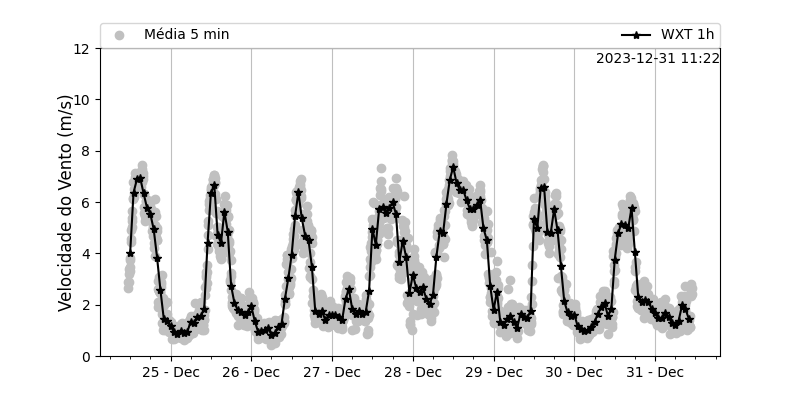 Média 5 min
WXT 1h
2023-12-31 11:22
Velocidade do Vento (m/s)
12
10
8
6
4
2
0
25 - Dec
26 - Dec
27 - Dec
28 - Dec
29 - Dec
30 - Dec
31 - Dec